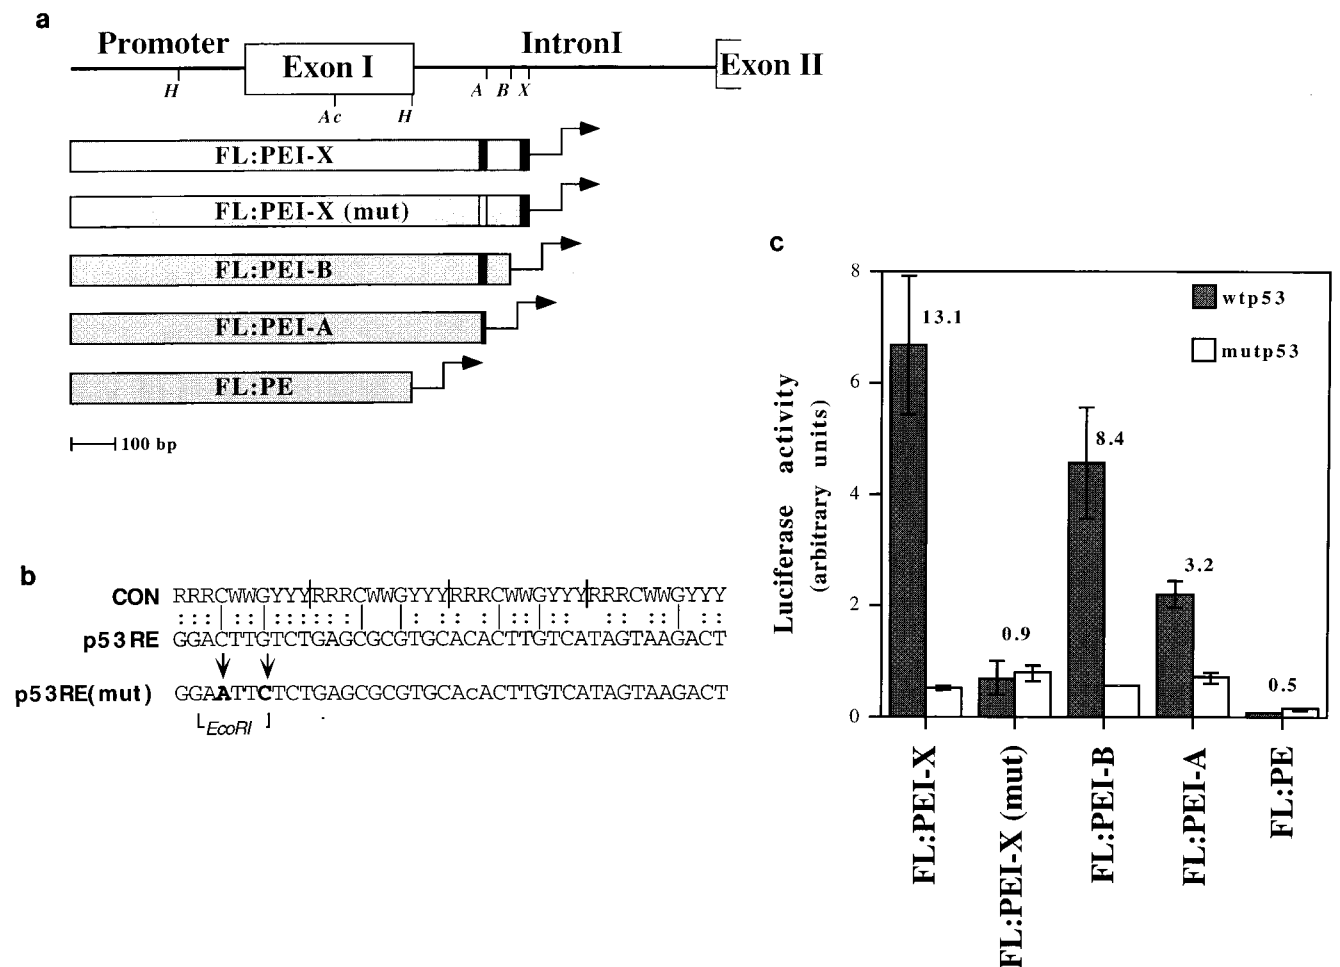 a
Promoter
IntronI
Exon I
Exon II
H
A
B
X
Ac
H
FL:PEI-X
FL:PEI-X (mut)
FL:PEI-B
FL:PEI-A
FL:PE
100 bp
b
CON RRRCWWGYYYRRRCWWGYYYRRRCWWGYYYRRRCWWGYYY
p53RE GGACTTGTCTGAGCGCGTGCACACTTGTCATAGTAAGACT
p53RE(mut) GGAAATTCTCTGAGCGCGTGCAcACTTGTCATAGTAAGACT
EcoRI
c
8
6
4
2
0
Luciferase activity
(arbitrary units)
wtp53
mutp53
13.1
0.9
8.4
3.2
0.5
FL:PEI-X
FL:PEI-X (mut)
FL:PEI-B
FL:PEI-A
FL:PE